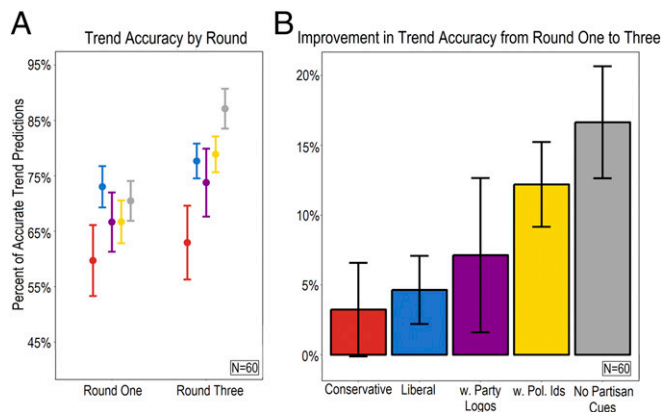 A
Trend Accuracy by Round
Percent of Accurate Trend Predictions
95%
85%
75%
65%
55%
45%
N=60
Round One
Round Three
B
Improvement in Trend Accuracy from Round One to Three
20%
15%
10%
5%
0%
N=60
Conservative
Liberal
w. Party
Logos
w. Pol. Ids
No Partisan
Cues